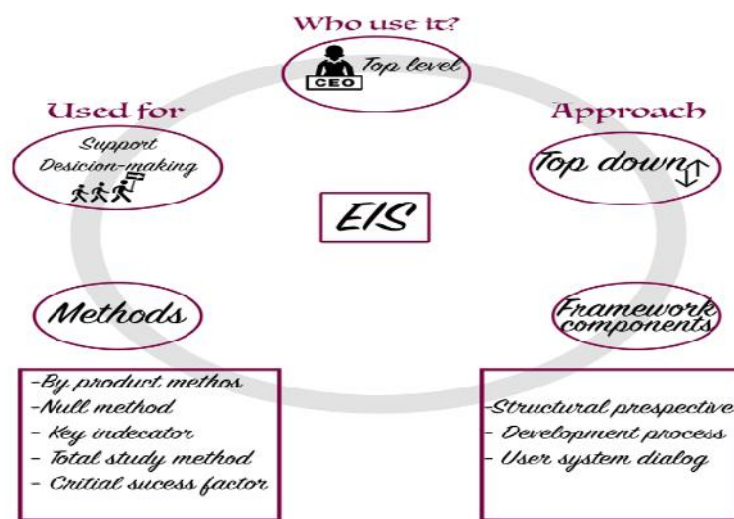 Who use it?
CEO
Top level
Used for
Support
Desicion-making
Approach
Top down
EIS
Methods
Framework
components
-By product methos
-Null method
- Key indecator
- Total study method
- Critial sucess factor
-Structural prespective
- Development process
- User system dialog